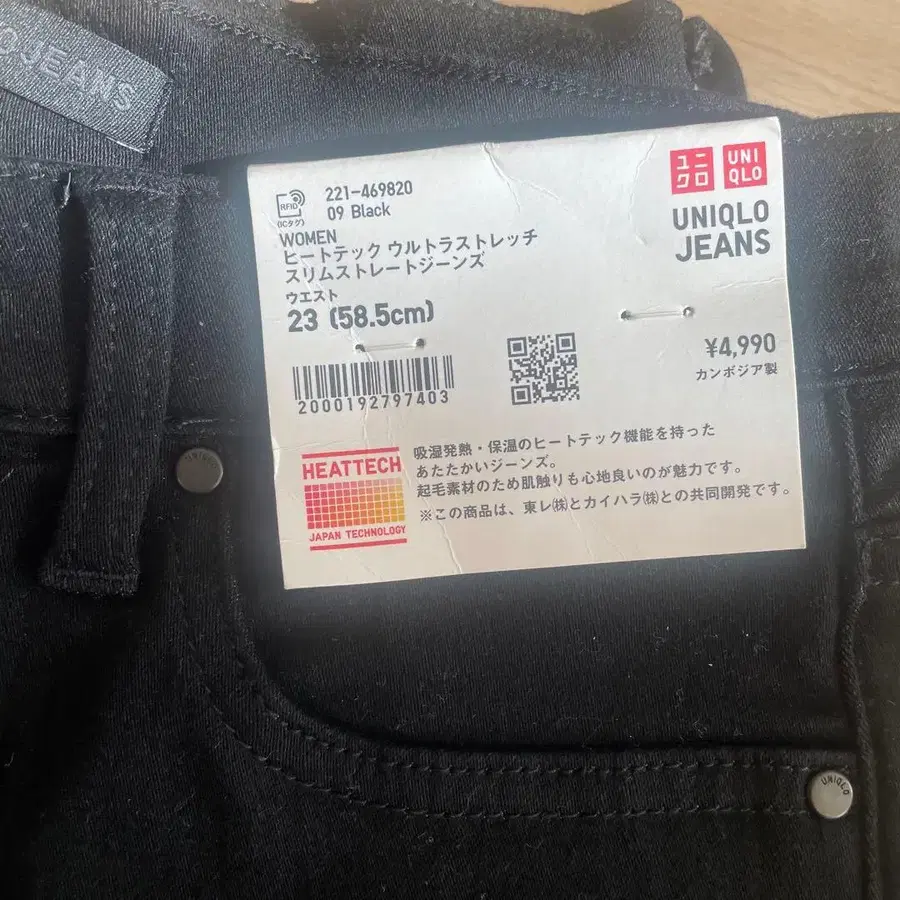 O JEANS
RFID
(ICタグ)
221-469820
09 Black
ユニ
クロ
UNI
QLO
UNIQLO
JEANS
WOMEN
ヒートテック ウルトラストレッチ
スリムストレートジーンズ
ウエスト
23 (58.5cm)
2000192797403
¥4,990
カンボジア製
HEATTECH
JAPAN TECHNOLOGY
吸湿発熱・保温のヒートテック機能を持った
あたたかいジーンズ。
起毛素材のため肌触りも心地良いのが魅力です。
※この商品は、東レ㈱とカイハラ㈱との共同開発です。
UNIQLO
UNIQLO